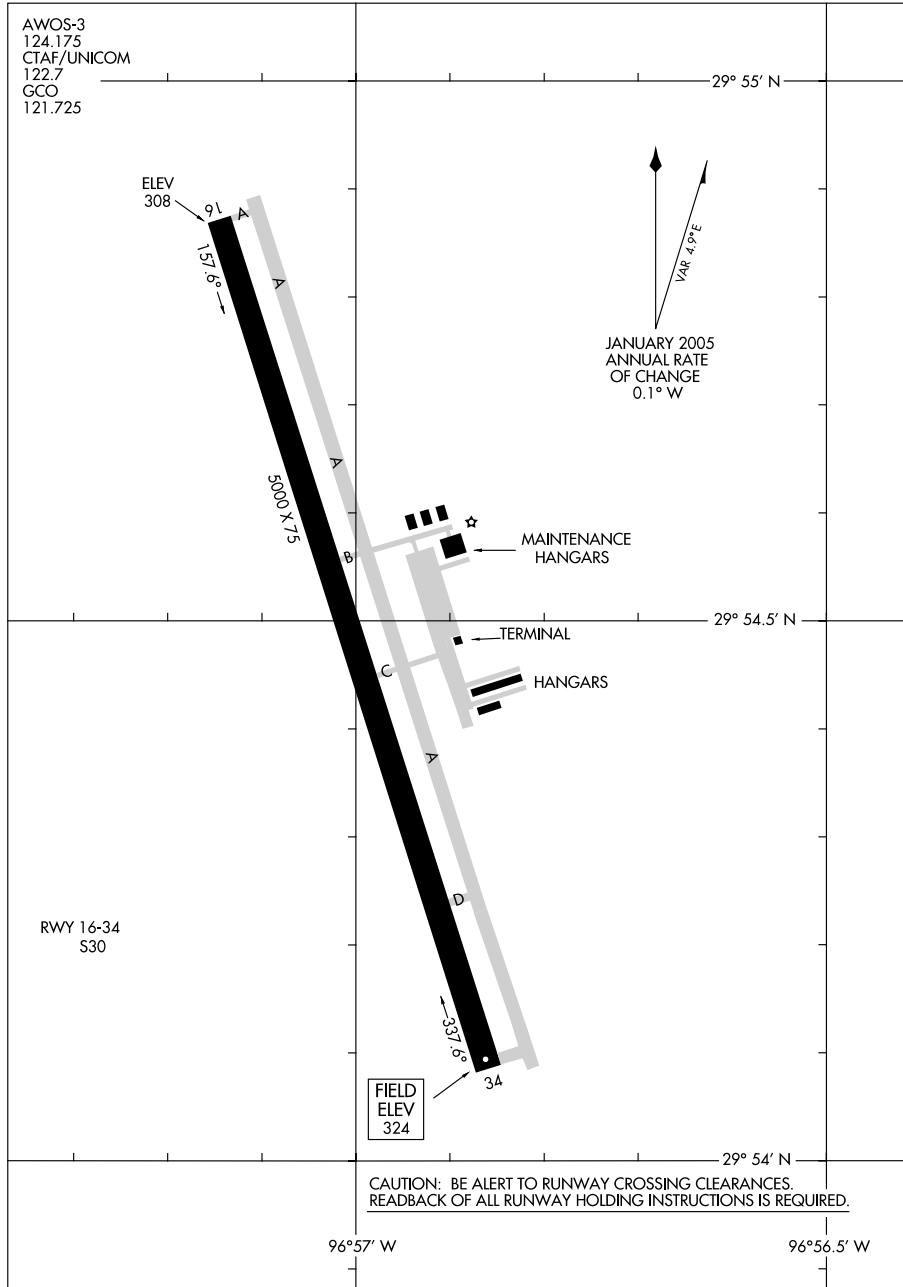 AWOS-3
124.175
CTAF/UNICOM
122.7
GCO
121.725
29° 55' N
ELEV
308
16
A
157.6°
A
VAR 4.9° E
JANUARY 2005
ANNUAL RATE
OF CHANGE
0.1° W
A
5000 X 75
B
MAINTENANCE
HANGARS
29° 54.5' N
TERMINAL
C
HANGARS
A
D
RWY 16-34
S30
337.6°
34
FIELD
ELEV
324
29° 54' N
CAUTION: BE ALERT TO RUNWAY CROSSING CLEARANCES.
READBACK OF ALL RUNWAY HOLDING INSTRUCTIONS IS REQUIRED.
96°57' W
96°56.5' W